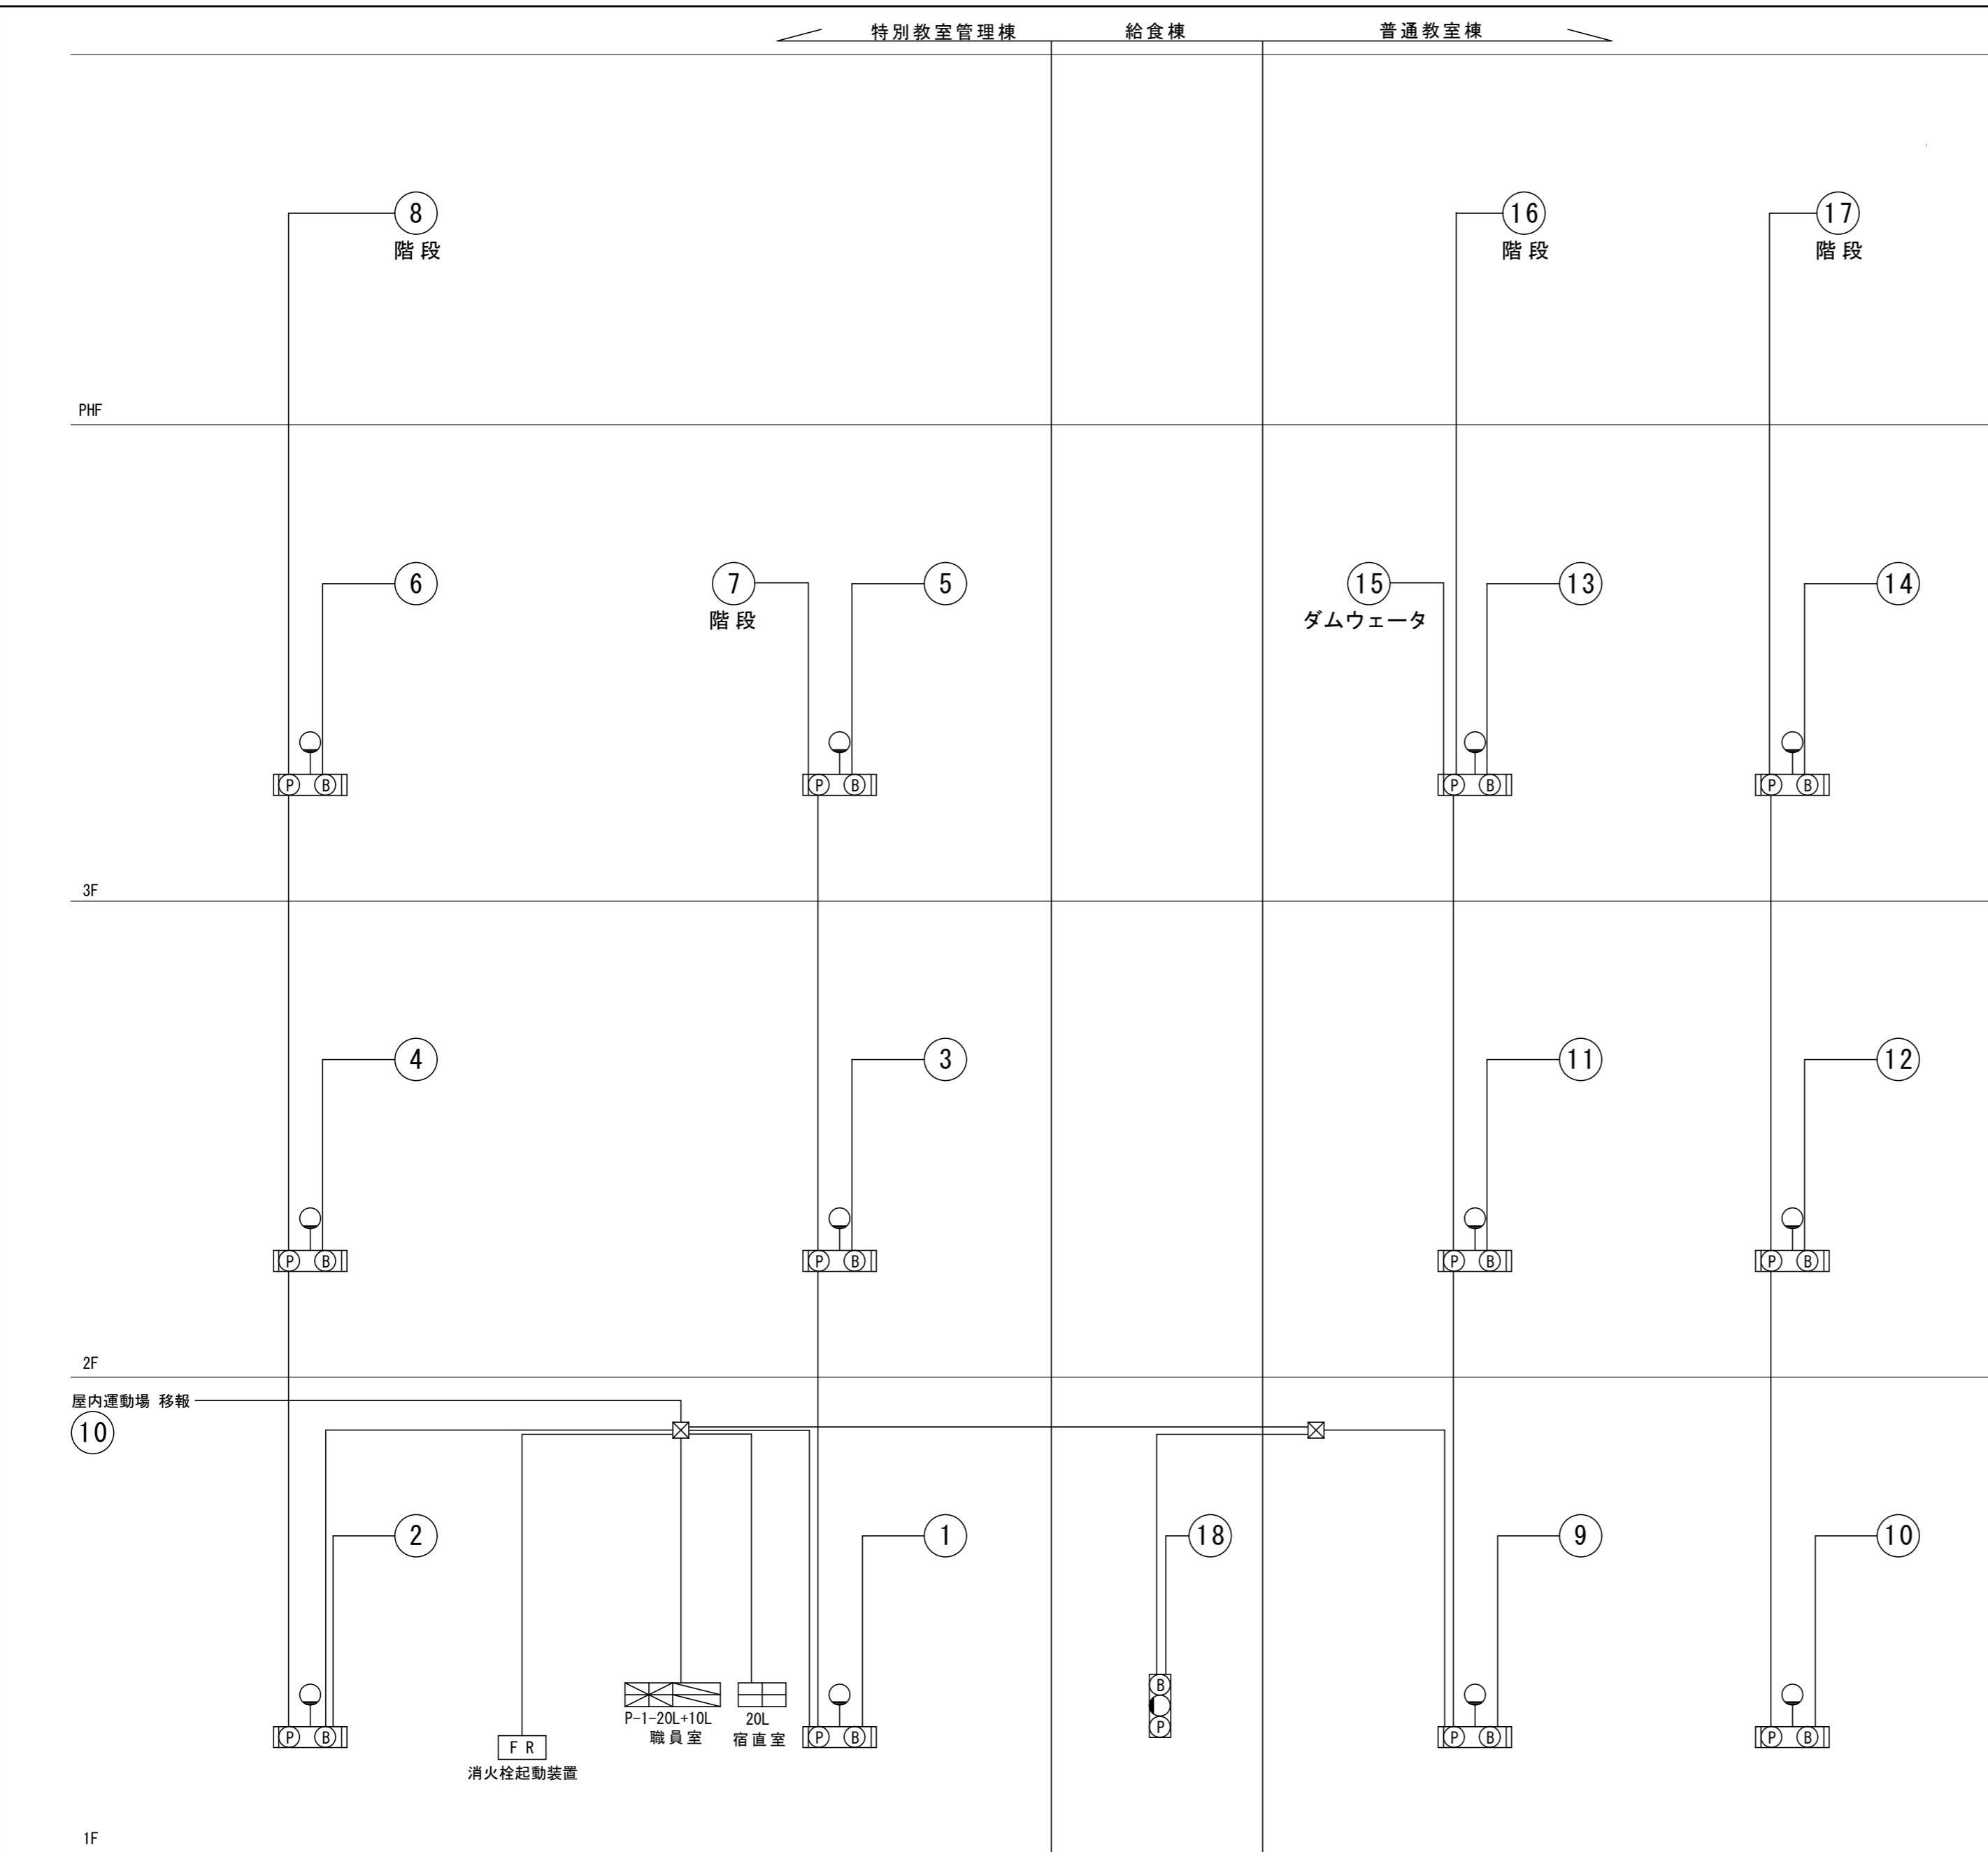 特別教室管理棟 給食棟 普通教室棟
8 16 17
階段 階段 階段
PHF
6 7 5 15 13 14
階段 ダムウェータ
P B P B P B P B
3F
4 3 11 12
P B P B P B P B
2F
屋内運動場 移報
10
2 1 18 9 10
B
P
P-1-20L+10L 20L
職員室 宿直室
P B FR P B P B P B
消火栓起動装置
1F